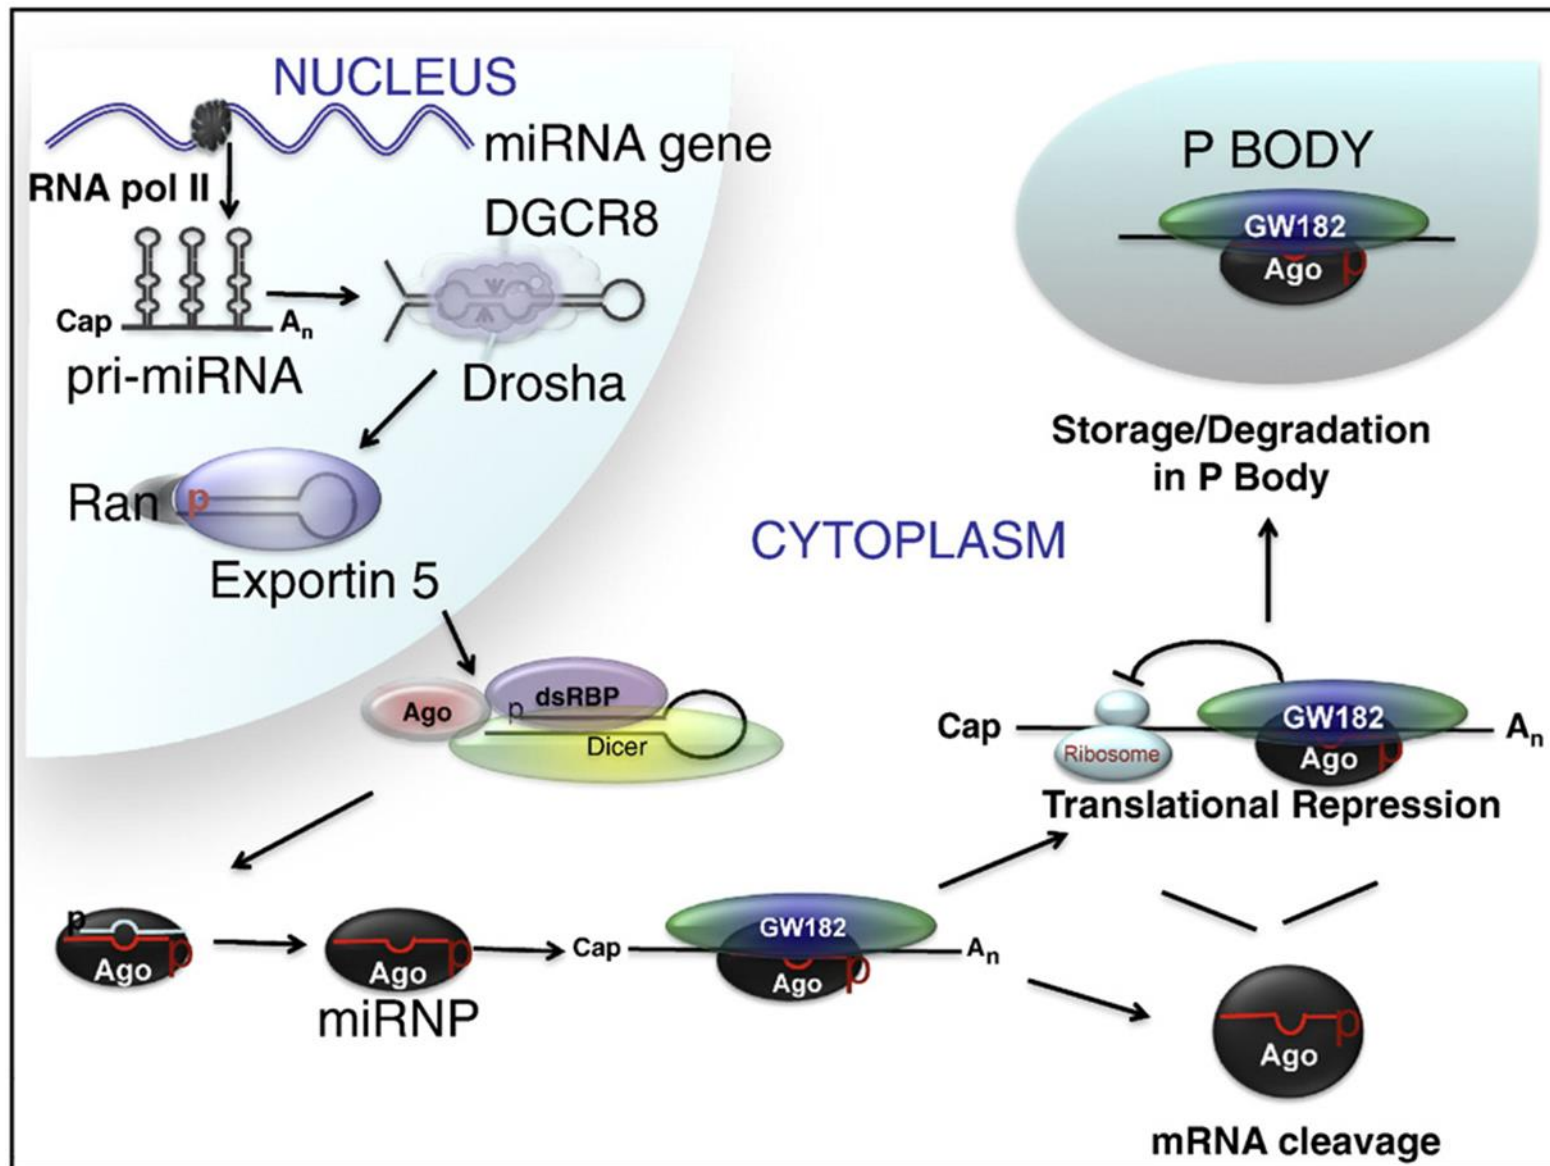 NUCLEUS
miRNA gene
RNA pol II
DGCR8
Cap
An
pri-miRNA
Drosha
Ran
p
Exportin 5
CYTOPLASM
Ago
p
dsRBP
Dicer
p
p
Ago
p
Ago
miRNP
Cap
GW182
An
p
Ago
P BODY
GW182
p
Ago
Storage/Degradation
in P Body
Cap
Ribosome
GW182
An
p
Ago
Translational Repression
p
Ago
mRNA cleavage